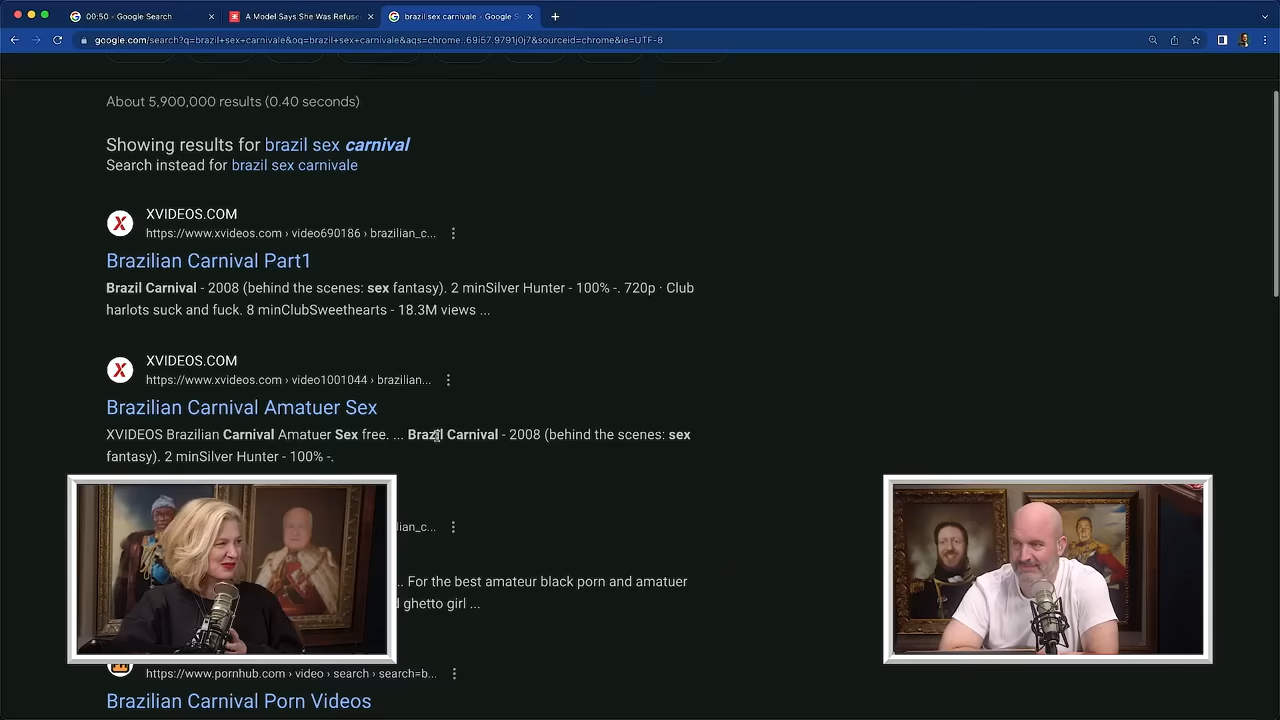 00:50 - Google Search
A Model Says She Was Refuse
brazil sex carnivale - Google S
google.com/search?q=brazil+sex+carnivale&oq=brazil+sex+carnivale&aqs=chrome..69i57.9791j0j7&sourceid=chrome&ie=UTF-8
About 5,900,000 results (0.40 seconds)
Showing results for brazil sex carnival
Search instead for brazil sex carnivale
XVIDEOS.COM
https://www.xvideos.com › video690186 › brazilian_c...
Brazilian Carnival Part1
Brazil Carnival - 2008 (behind the scenes: sex fantasy). 2 minSilver Hunter - 100% -. 720p · Club
harlots suck and fuck. 8 minClubSweethearts - 18.3M views ...
XVIDEOS.COM
https://www.xvideos.com › video1001044 › brazilian...
Brazilian Carnival Amatuer Sex
XVIDEOS Brazilian Carnival Amatuer Sex free. ... Brazil Carnival - 2008 (behind the scenes: sex
fantasy). 2 minSilver Hunter - 100% -.
lian_c...
.. For the best amateur black porn and amatuer
ghetto girl ...
https://www.pornhub.com › video › search › search=b...
Brazilian Carnival Porn Videos